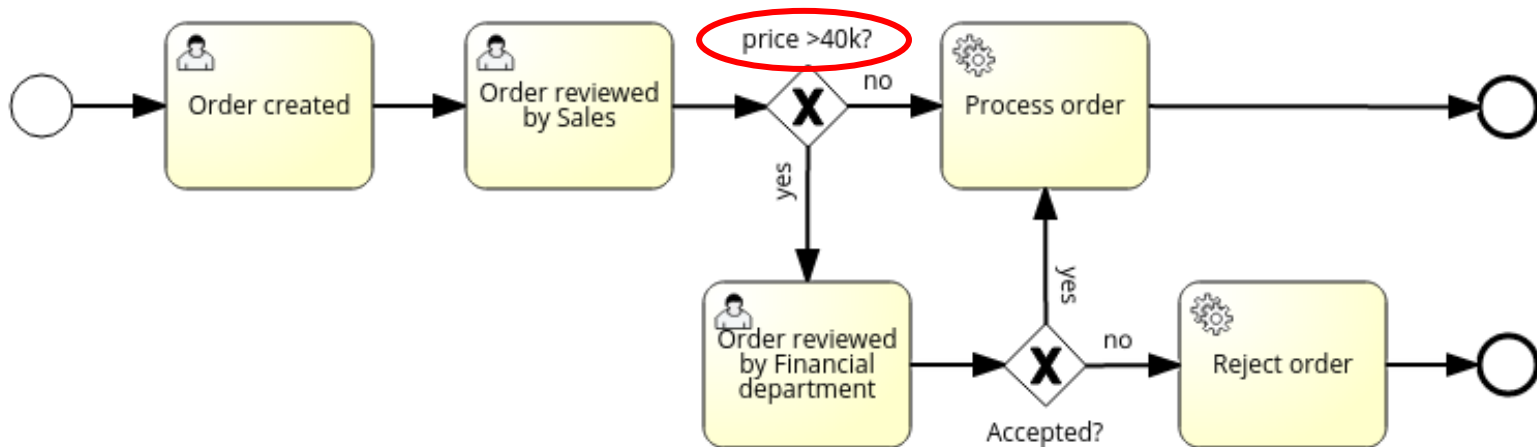 price >40k?
Order created
Order reviewed
by Sales
no
Process order
yes
yes
Order reviewed
by Financial
department
no
Reject order
Accepted?